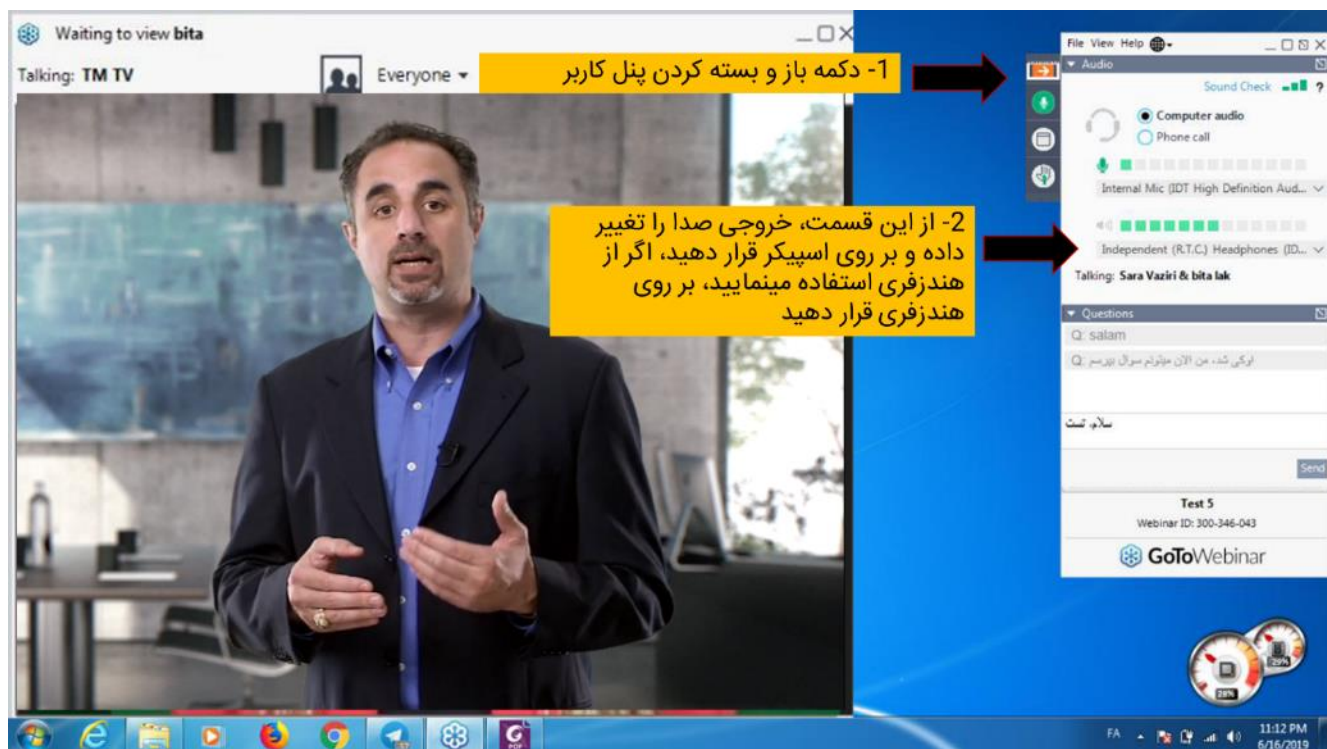 Waiting to view bita
Talking: TM TV
Everyone
1- دکمه باز و بسته کردن پنل کاربر
File View Help
Audio
Sound Check
?
Computer audio
Phone call
Internal Mic (IDT High Definition Aud...
2- از این قسمت، خروجی صدا را تغییر
داده و بر روی اسپیکر قرار دهید، اگر از
هندزفری استفاده مینمایید، بر روی
هندزفری قرار دهید
Independent (R.T.C.) Headphones (ID...
Talking: Sara Vaziri & bita lak
Questions
Q: salam
Q: اوکی شد، من الان میتونم سوال بپرسم
سلام، تست
Send
Test 5
Webinar ID: 300-346-043
GoToWebinar
29%
28%
PDF
FA
11:12 PM
6/16/2019